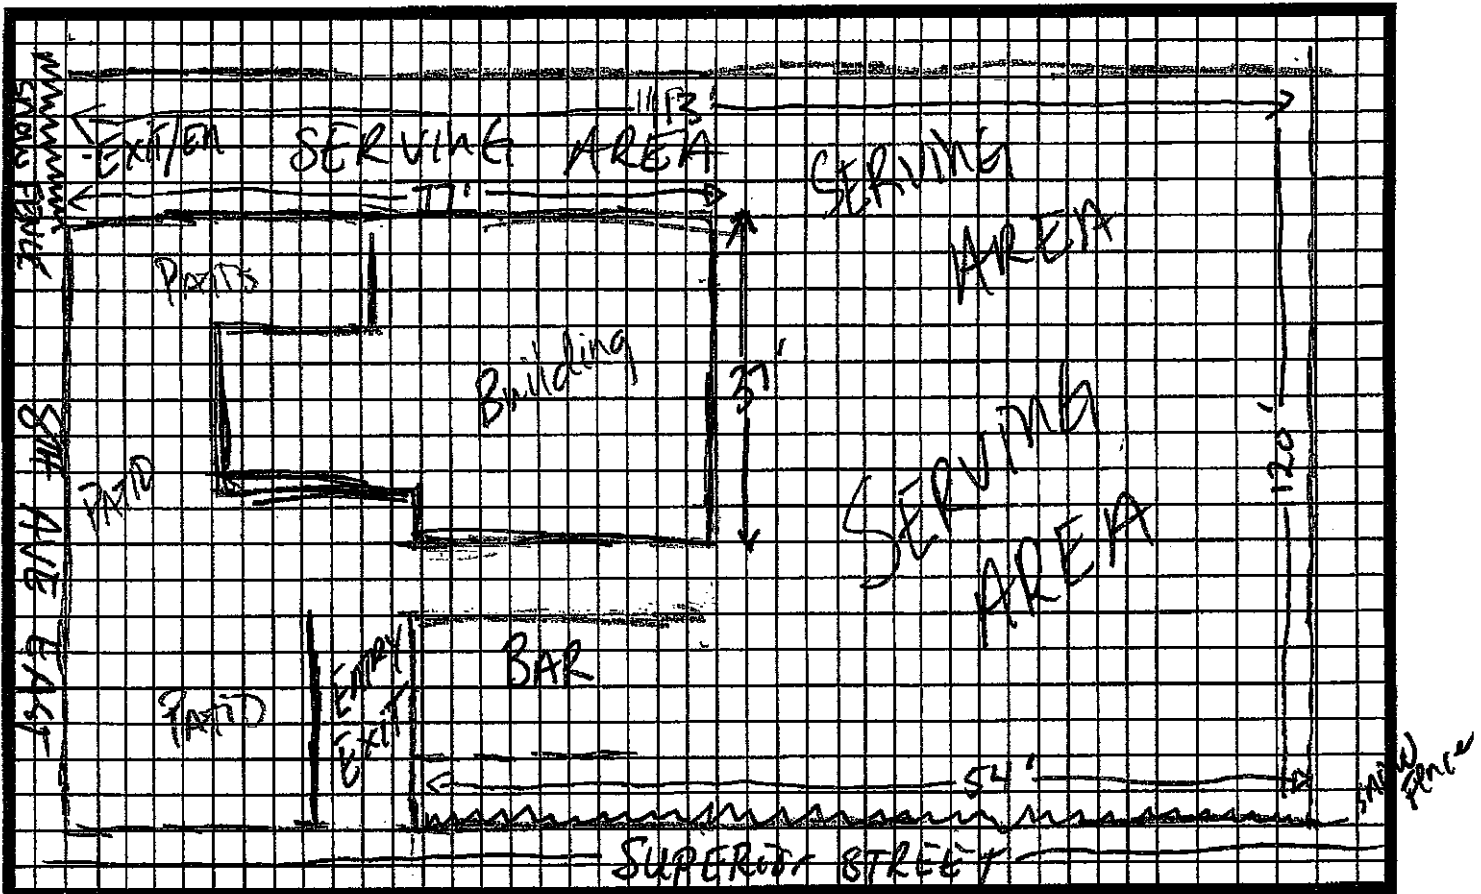 113'
EXIT/EN SERVING AREA
77'
SERVING
AREA
SNOW FENCE
PATIO
Building
37'
SERVING
AREA
120'
8TH AVE EAST
PATIO
PATIO
ENTRY
EXIT
BAR
54'
SNOW
FENCE
SUPERIOR STREET